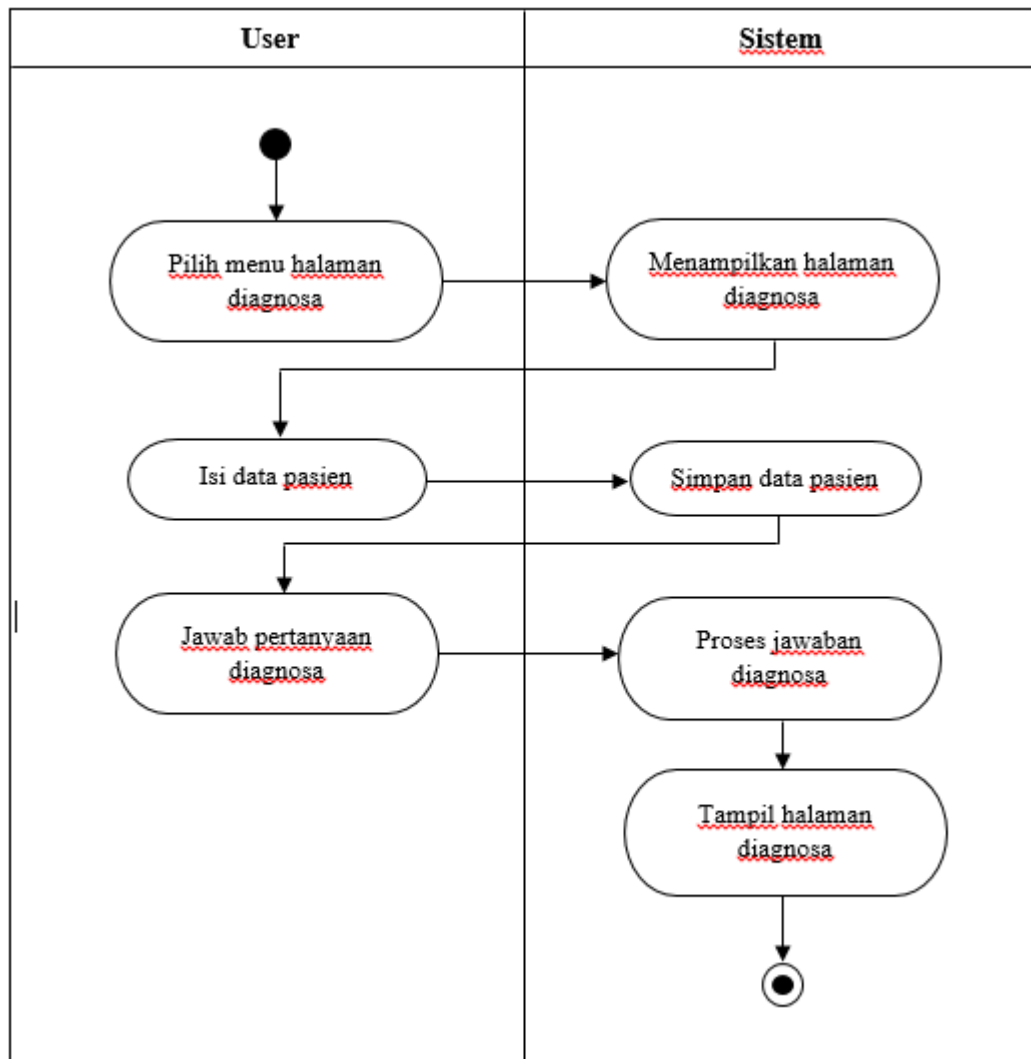 User
Sistem
Pilih menu halaman
diagnosa
Menampilkan halaman
diagnosa
Isi data pasien
Simpan data pasien
Jawab pertanyaan
diagnosa
Proses jawaban
diagnosa
Tampil halaman
diagnosa